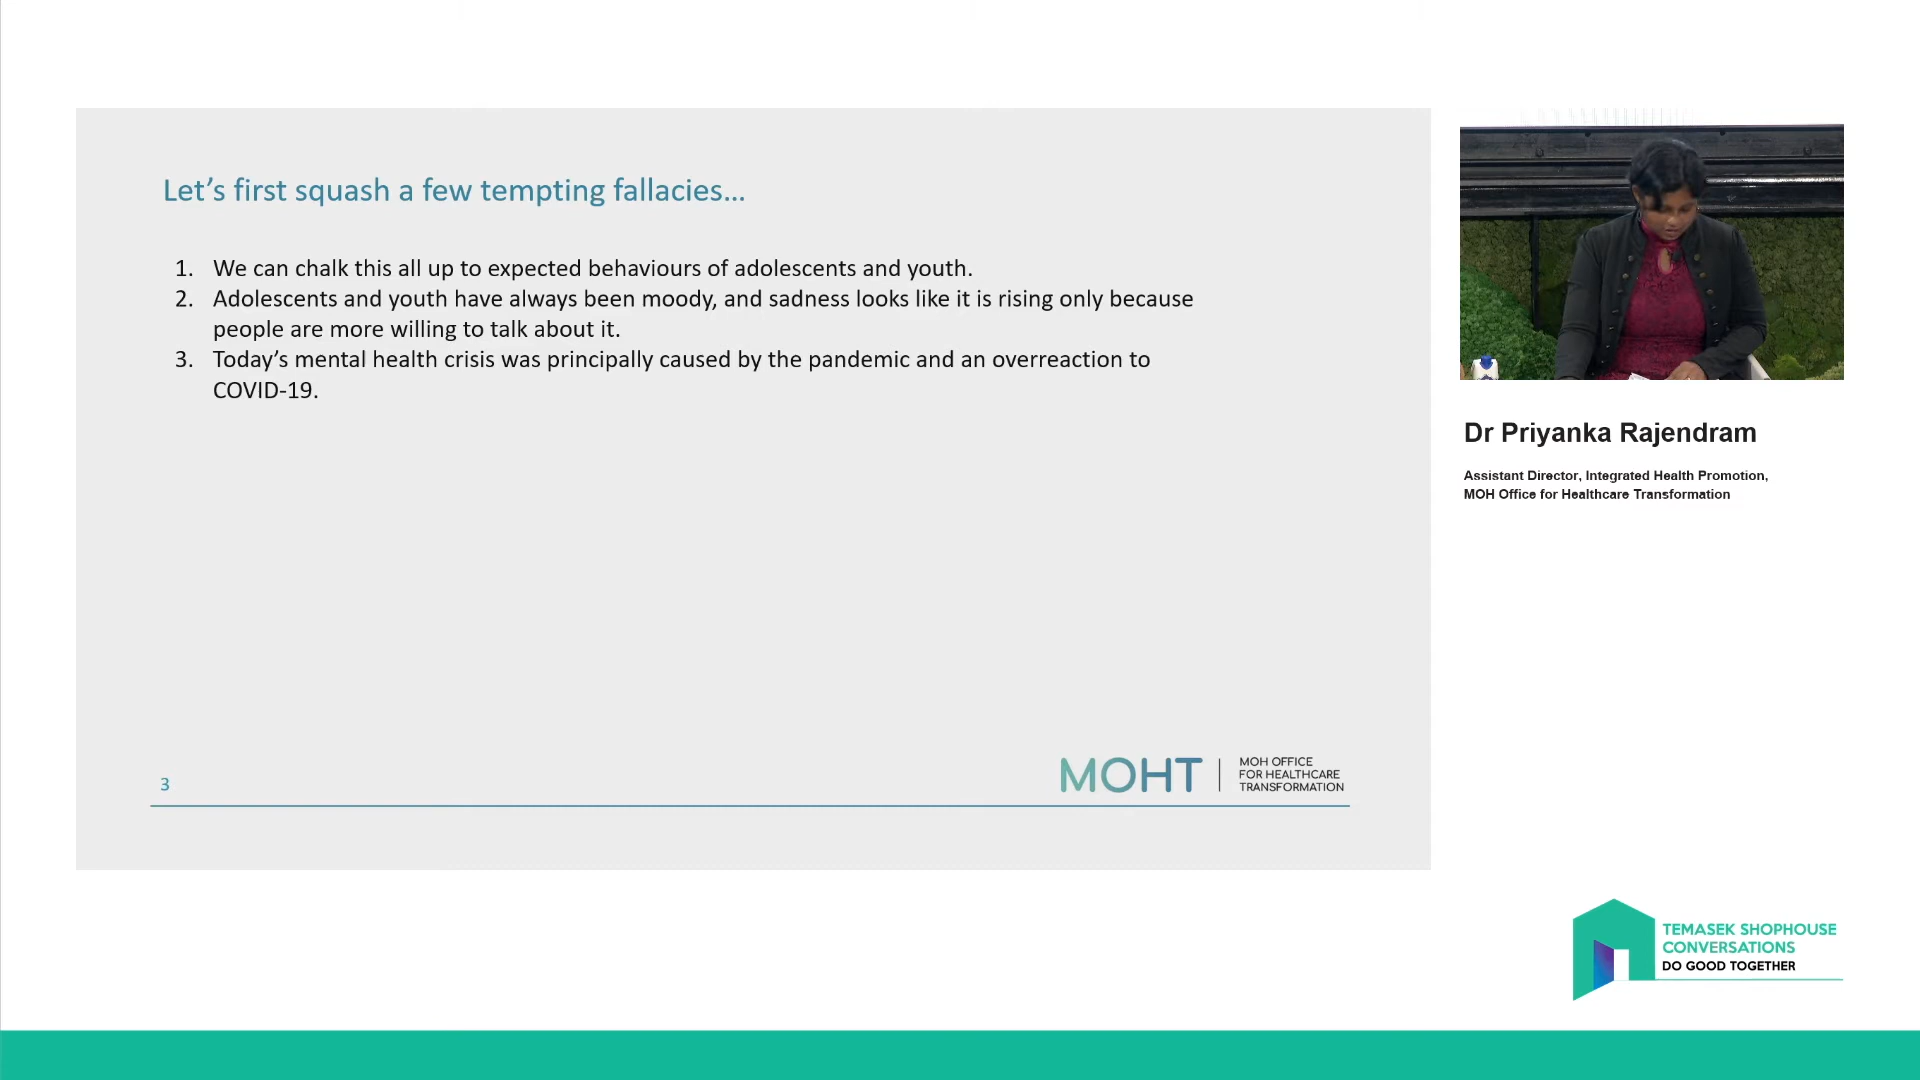 Let’s first squash a few tempting fallacies...
1. We can chalk this all up to expected behaviours of adolescents and youth.
2. Adolescents and youth have always been moody, and sadness looks like it is rising only because
people are more willing to talk about it.
3. Today’s mental health crisis was principally caused by the pandemic and an overreaction to
COVID-19.
3
MOHT
MOH OFFICE
FOR HEALTHCARE
TRANSFORMATION
Dr Priyanka Rajendram
Assistant Director, Integrated Health Promotion,
MOH Office for Healthcare Transformation
TEMASEK SHOPHOUSE
CONVERSATIONS
DO GOOD TOGETHER